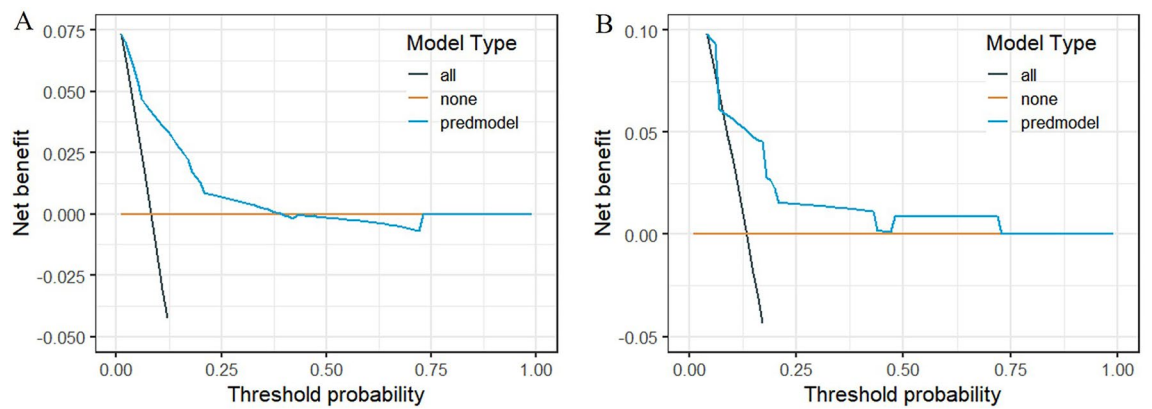 A
0.075
0.050
0.025
0.000
-0.025
-0.050
Net benefit
Model Type
all
none
predmodel
0.00 0.25 0.50 0.75 1.00
Threshold probability
B
0.10
0.05
0.00
-0.05
Net benefit
Model Type
all
none
predmodel
0.00 0.25 0.50 0.75 1.00
Threshold probability